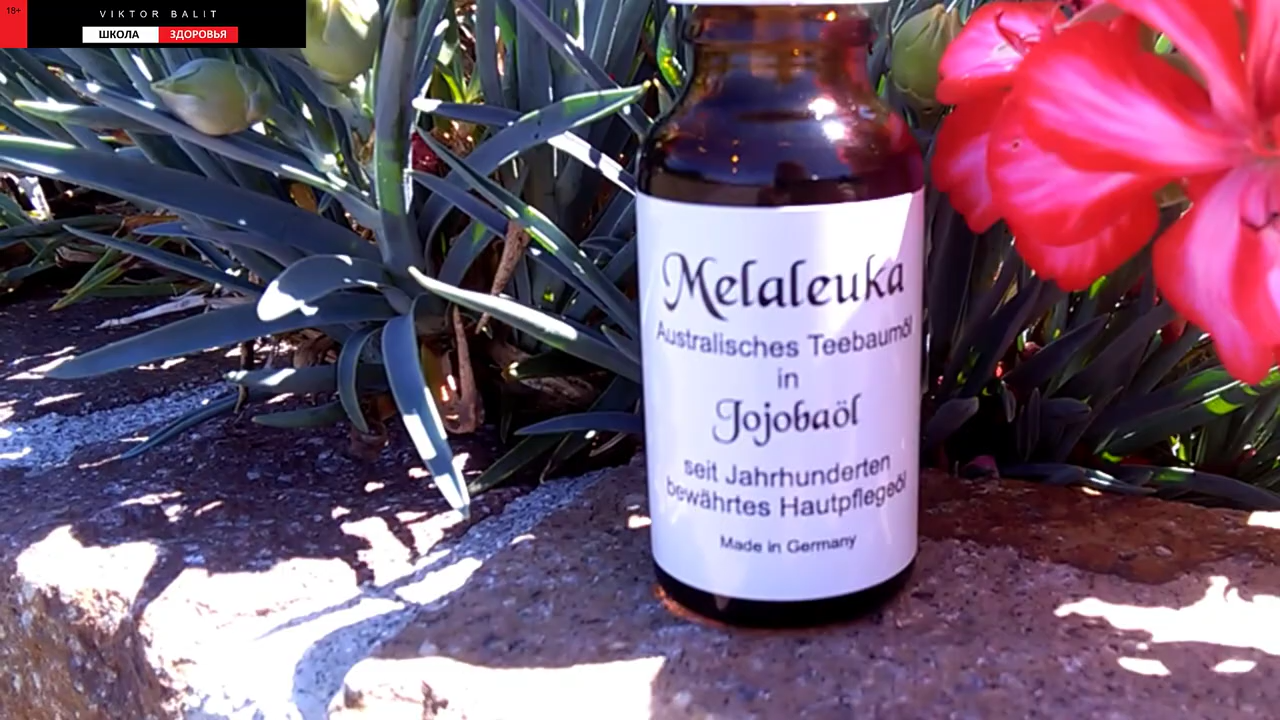 18+
VIKTOR BALIT
ШКОЛА ЗДОРОВЬЯ
Melaleuka
Australisches Teebaumöl
in
Jojobaöl
seit Jahrhunderten
bewährtes Hautpflegeöl
Made in Germany